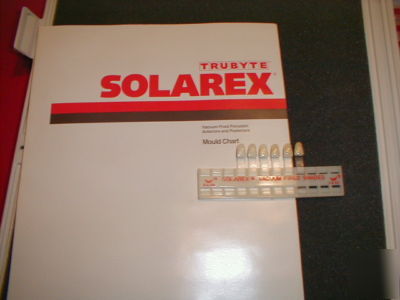 TRUBYTE
SOLAREX
Vacuum Fired Porcelain
Anteriors and Posteriors
Mould Chart
SOLAREX VACUUM FIRED SHADES